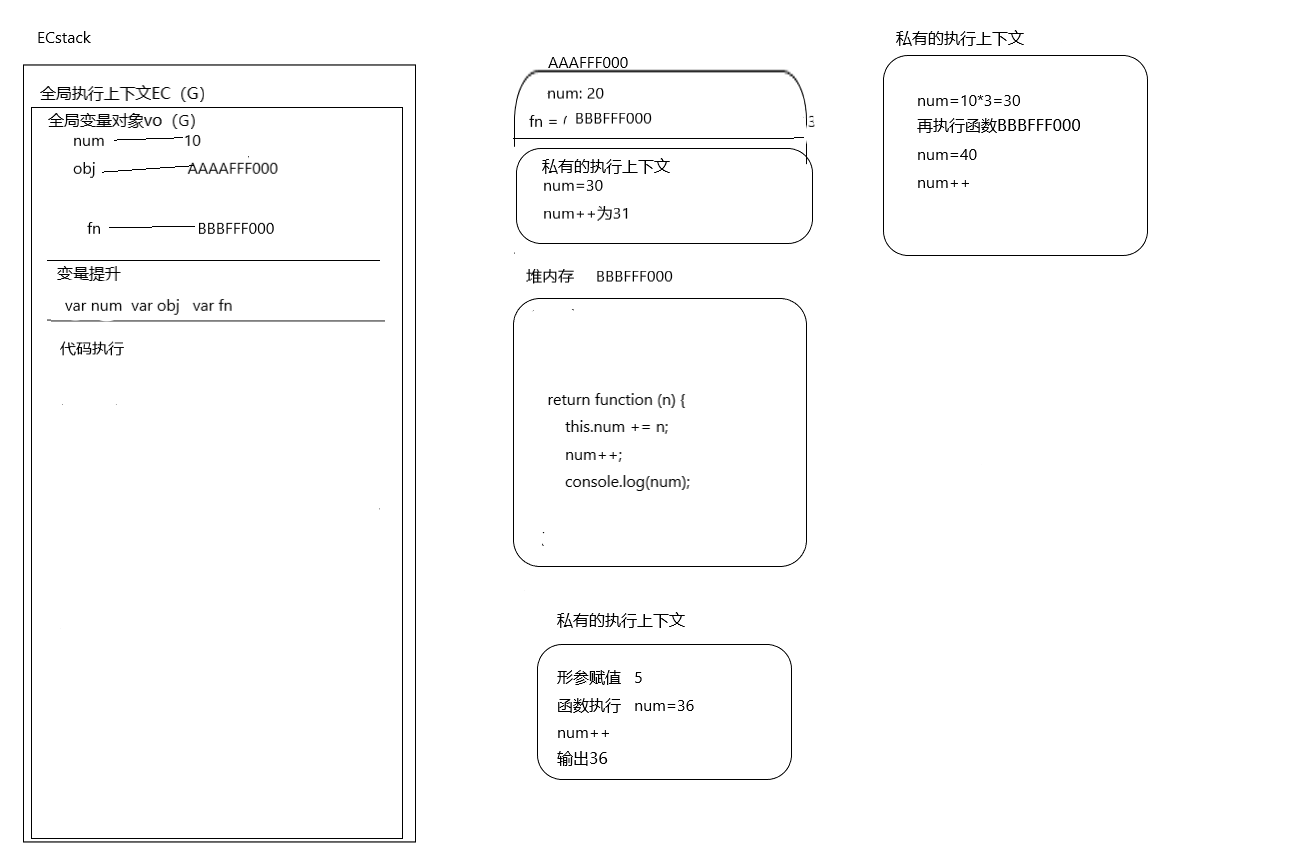 ECstack
全局执行上下文EC（G）
全局变量对象vo（G）
num 10
obj AAAAFFF000
fn BBBFFF000
变量提升
var num var obj var fn
代码执行
AAAFFF000
num: 20
fn = BBBFFF000
私有的执行上下文
num=30
num++为31
堆内存 BBBFFF000
return function (n) {
this.num += n;
num++;
console.log(num);
私有的执行上下文
形参赋值 5
函数执行 num=36
num++
输出36
私有的执行上下文
num=10*3=30
再执行函数BBBFFF000
num=40
num++